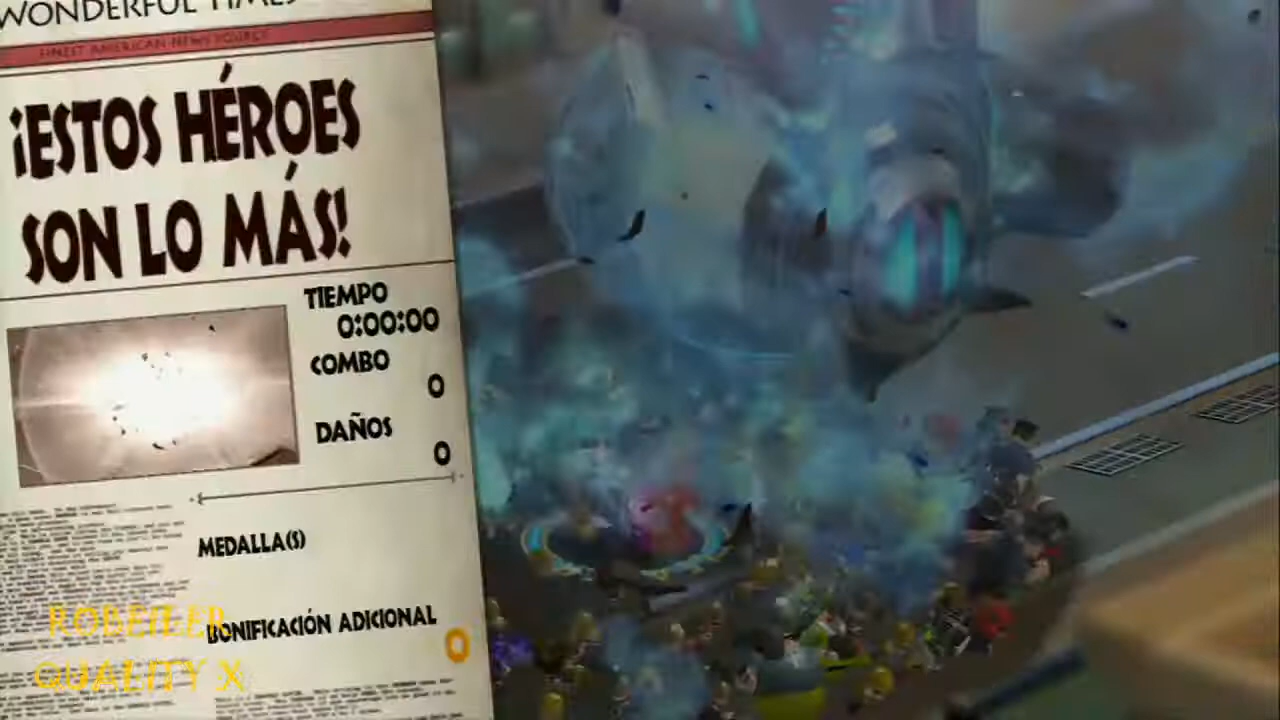 WONDERFUL TIMES
FINEST AMERICAN NEWS SOURCE
¡ESTOS HÉROES
SON LO MÁS!
TIEMPO
0:00:00
COMBO
0
DAÑOS
0
MEDALLA(S)
BONIFICACIÓN ADICIONAL
0
ROBEILER
QUALITY X